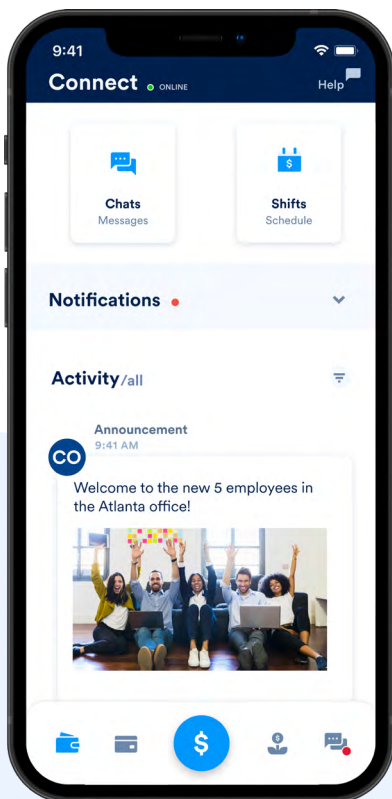 9:41
Connect
ONLINE
Help
$
Chats
Shifts
Messages
Schedule
Notifications
Activity/all
Announcement
9:41 AM
CO
Welcome to the new 5 employees in
the Atlanta office!
$
$